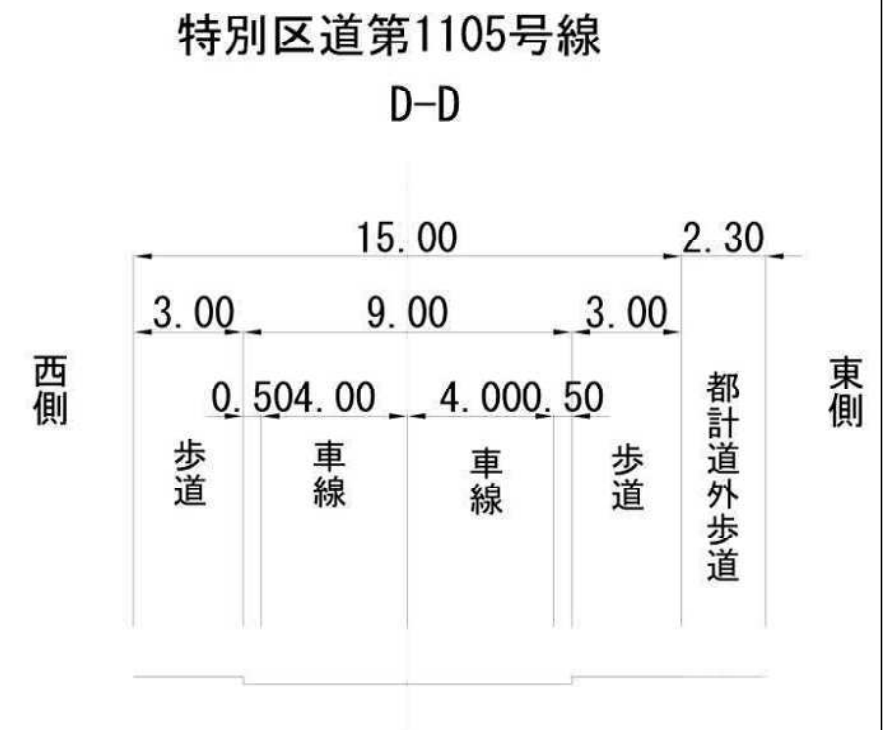 特別区道第1105号線
D-D
15.00
2.30
3.00
9.00
3.00
西側
東側
0.50
4.00
4.00
0.50
都計道外歩道
歩道
車線
車線
歩道